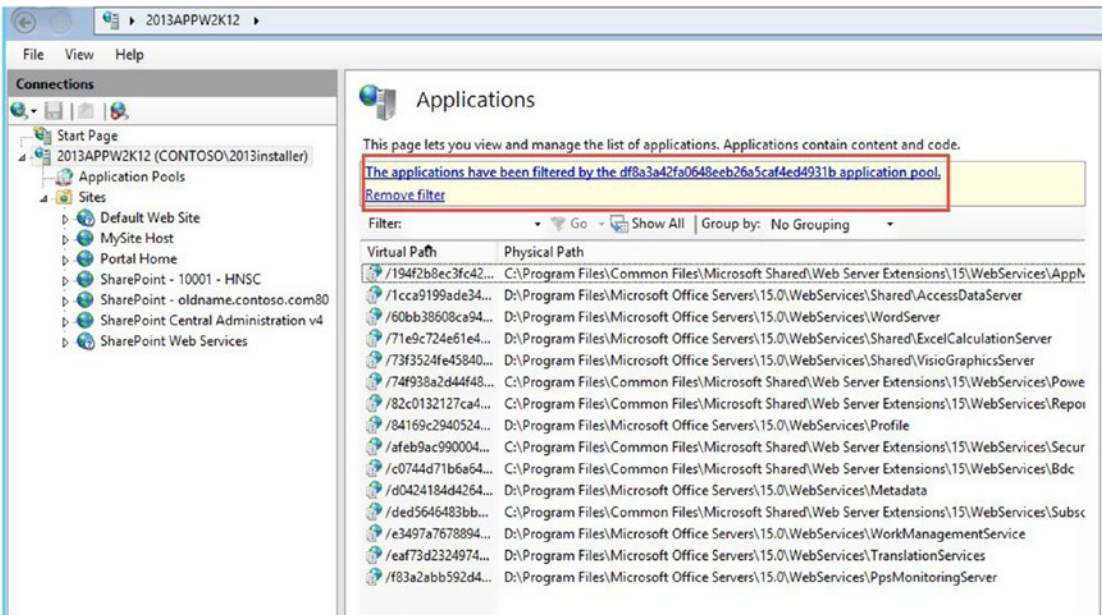 2013APPW2K12
File View Help
Connections
Start Page
2013APPW2K12 (CONTOSO\2013installer)
Application Pools
Sites
Default Web Site
MySite Host
Portal Home
SharePoint - 10001 - HNSC
SharePoint - oldname.contoso.com80
SharePoint Central Administration v4
SharePoint Web Services
Applications
This page lets you view and manage the list of applications. Applications contain content and code.
The applications have been filtered by the df8a3a42fa0648eeb26a5caf4ed4931b application pool.
Remove filter
Filter: Go Show All Group by: No Grouping
Virtual Path Physical Path
/194f2b8ec3fc42... C:\Program Files\Common Files\Microsoft Shared\Web Server Extensions\15\WebServices\AppM
/1cca9199ade34... D:\Program Files\Microsoft Office Servers\15.0\WebServices\Shared\AccessDataServer
/60bb38608ca94... D:\Program Files\Microsoft Office Servers\15.0\WebServices\WordServer
/71e9c724e61e4... D:\Program Files\Microsoft Office Servers\15.0\WebServices\Shared\ExcelCalculationServer
/73f3524fe45840... D:\Program Files\Microsoft Office Servers\15.0\WebServices\Shared\VisioGraphicsServer
/74f938a2d44f48... C:\Program Files\Common Files\Microsoft Shared\Web Server Extensions\15\WebServices\Powe
/82c0132127ca4... C:\Program Files\Common Files\Microsoft Shared\Web Server Extensions\15\WebServices\Repor
/84169c2940524... D:\Program Files\Microsoft Office Servers\15.0\WebServices\Profile
/afeb9ac990004... C:\Program Files\Common Files\Microsoft Shared\Web Server Extensions\15\WebServices\Secur
/c0744d71b6a64... C:\Program Files\Common Files\Microsoft Shared\Web Server Extensions\15\WebServices\Bdc
/d0424184d4264... D:\Program Files\Microsoft Office Servers\15.0\WebServices\Metadata
/ded5646483bb... C:\Program Files\Common Files\Microsoft Shared\Web Server Extensions\15\WebServices\Subsc
/e3497a7678894... D:\Program Files\Microsoft Office Servers\15.0\WebServices\WorkManagementService
/eaf73d2324974... D:\Program Files\Microsoft Office Servers\15.0\WebServices\TranslationServices
/f83a2abb592d4... D:\Program Files\Microsoft Office Servers\15.0\WebServices\PpsMonitoringServer